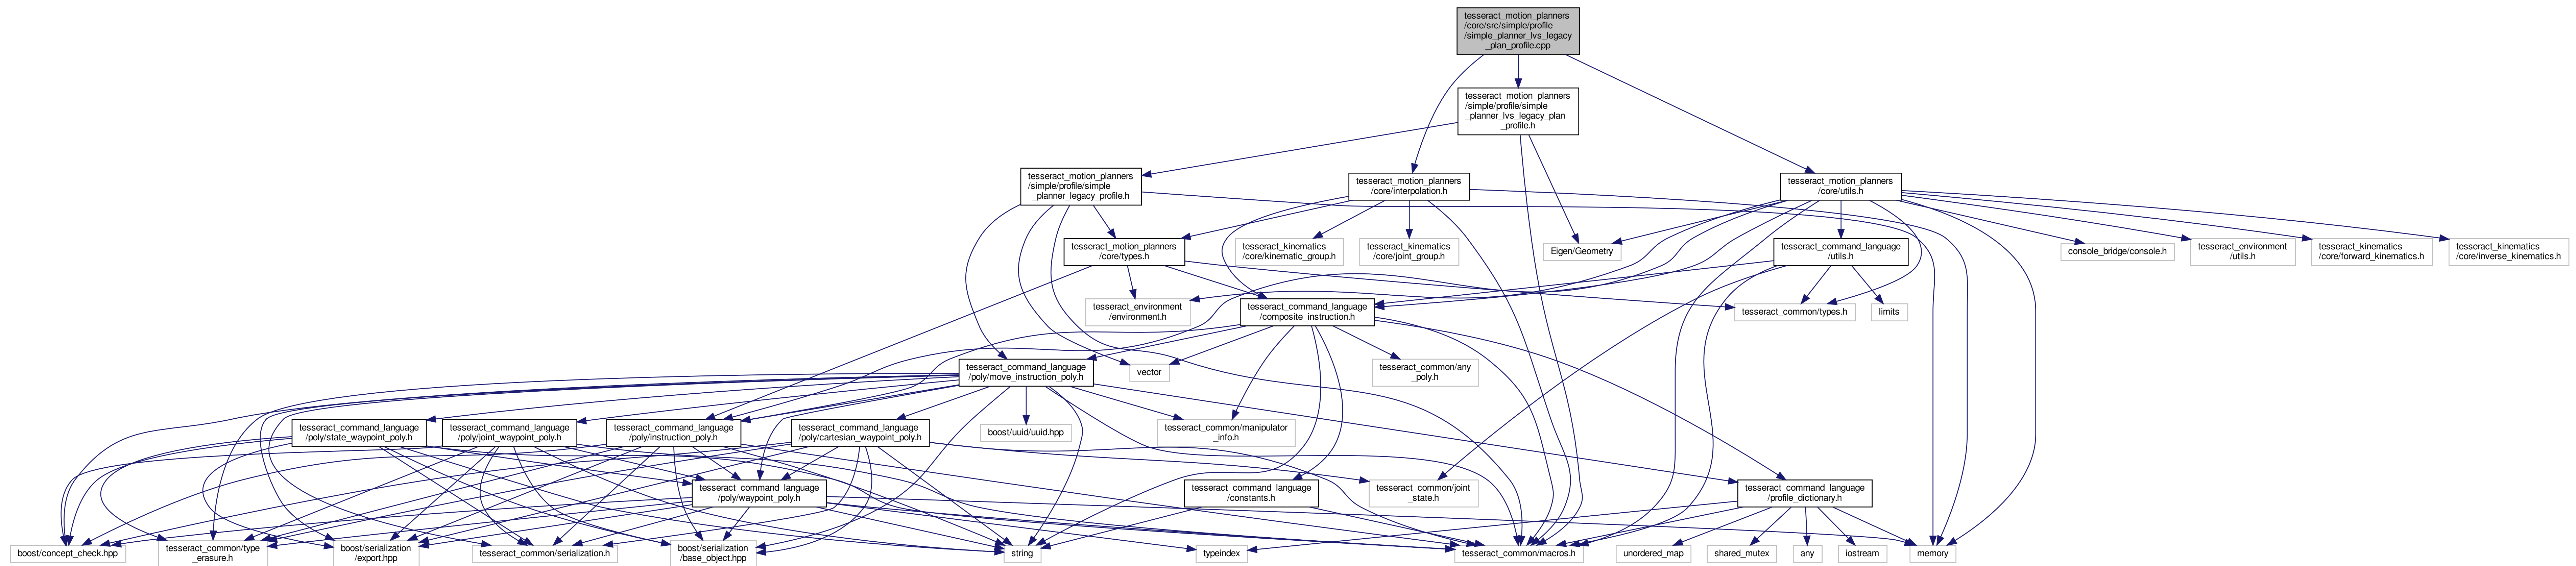 tesseract_motion_planners
/core/src/simple/profile
/simple_planner_lvs_legacy
_plan_profile.cpp
tesseract_motion_planners
/simple/profile/simple
_planner_lvs_legacy_plan
_profile.h
tesseract_motion_planners
/simple/profile/simple
_planner_legacy_profile.h
tesseract_motion_planners
/core/interpolation.h
tesseract_motion_planners
/core/utils.h
tesseract_motion_planners
/core/types.h
tesseract_kinematics
/core/kinematic_group.h
tesseract_kinematics
/core/joint_group.h
Eigen/Geometry
tesseract_command_language
/utils.h
console_bridge/console.h
tesseract_environment
/utils.h
tesseract_kinematics
/core/forward_kinematics.h
tesseract_kinematics
/core/inverse_kinematics.h
tesseract_environment
/environment.h
tesseract_command_language
/composite_instruction.h
tesseract_common/types.h
limits
tesseract_command_language
/poly/move_instruction_poly.h
vector
tesseract_common/any
_poly.h
tesseract_command_language
/poly/state_waypoint_poly.h
tesseract_command_language
/poly/joint_waypoint_poly.h
tesseract_command_language
/poly/instruction_poly.h
tesseract_command_language
/poly/cartesian_waypoint_poly.h
boost/uuid/uuid.hpp
tesseract_common/manipulator
_info.h
tesseract_command_language
/poly/waypoint_poly.h
tesseract_command_language
/constants.h
tesseract_common/joint
_state.h
tesseract_command_language
/profile_dictionary.h
boost/concept_check.hpp
tesseract_common/type
_erasure.h
boost/serialization
/export.hpp
tesseract_common/serialization.h
boost/serialization
/base_object.hpp
string
typeindex
tesseract_common/macros.h
unordered_map
shared_mutex
any
iostream
memory